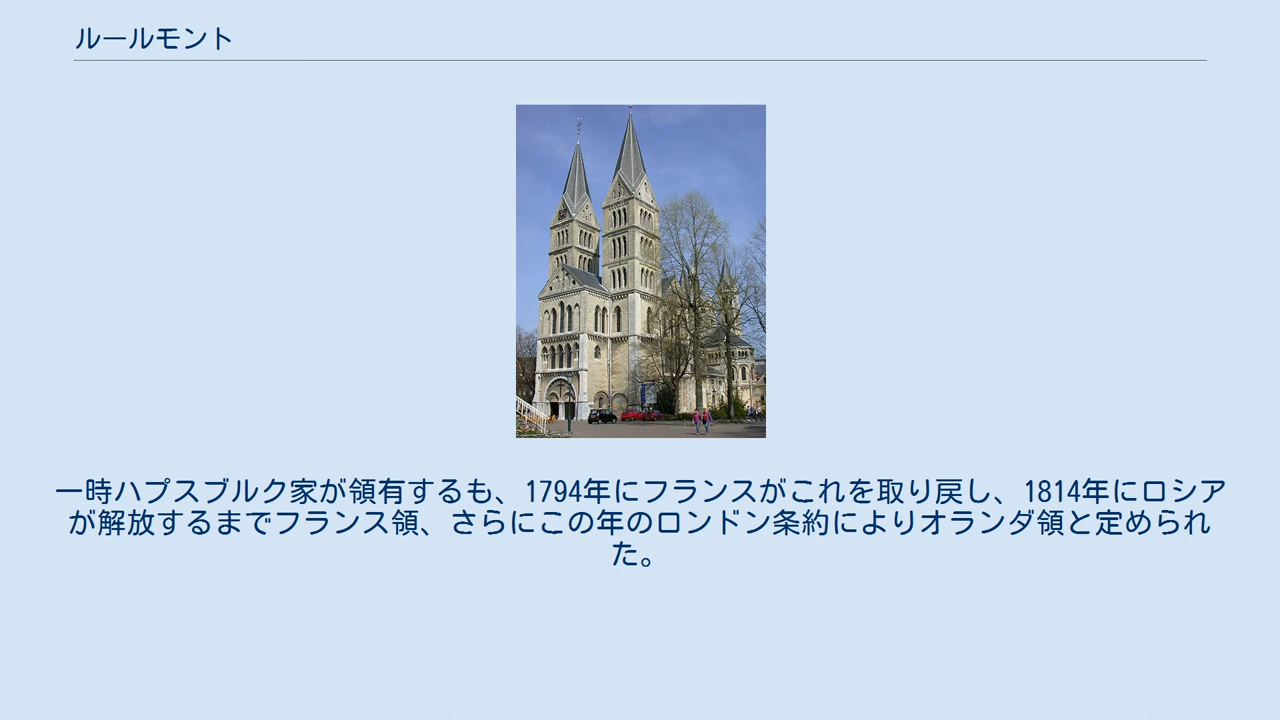 ルールモント
一時ハプスブルク家が領有するも、1794年にフランスがこれを取り戻し、1814年にロシア
が解放するまでフランス領、さらにこの年のロンドン条約によりオランダ領と定められ
た。